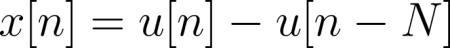 x[n] = u[n] − u[n − N]